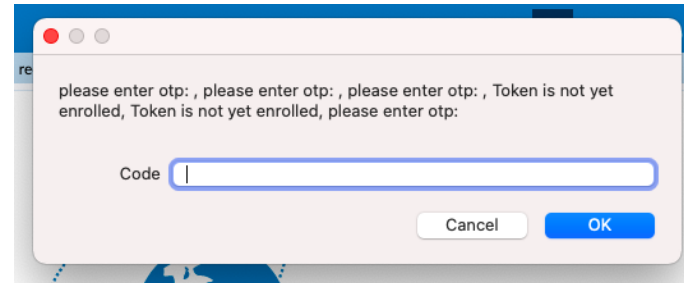 re
please enter otp: , please enter otp: , please enter otp: , Token is not yet
enrolled, Token is not yet enrolled, please enter otp:
Code
Cancel OK